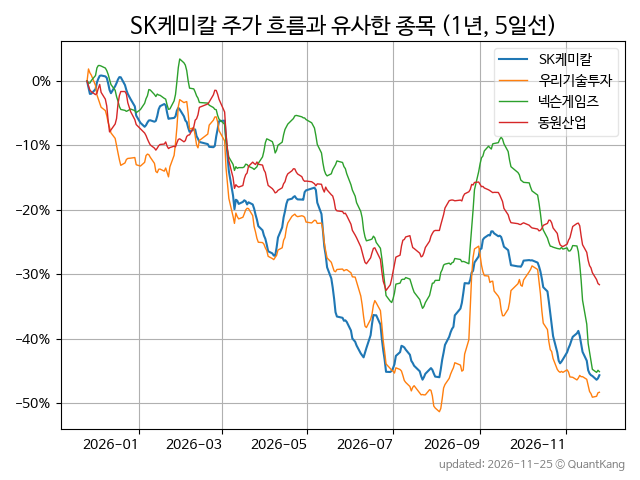 SK케미칼 주가 흐름과 유사한 종목 (1년, 5일선)
SK케미칼
우리기술투자
넥슨게임즈
동원산업
0%
−10%
−20%
−30%
−40%
−50%
2026-01
2026-03
2026-05
2026-07
2026-09
2026-11
updated: 2026-11-25 © QuantKang